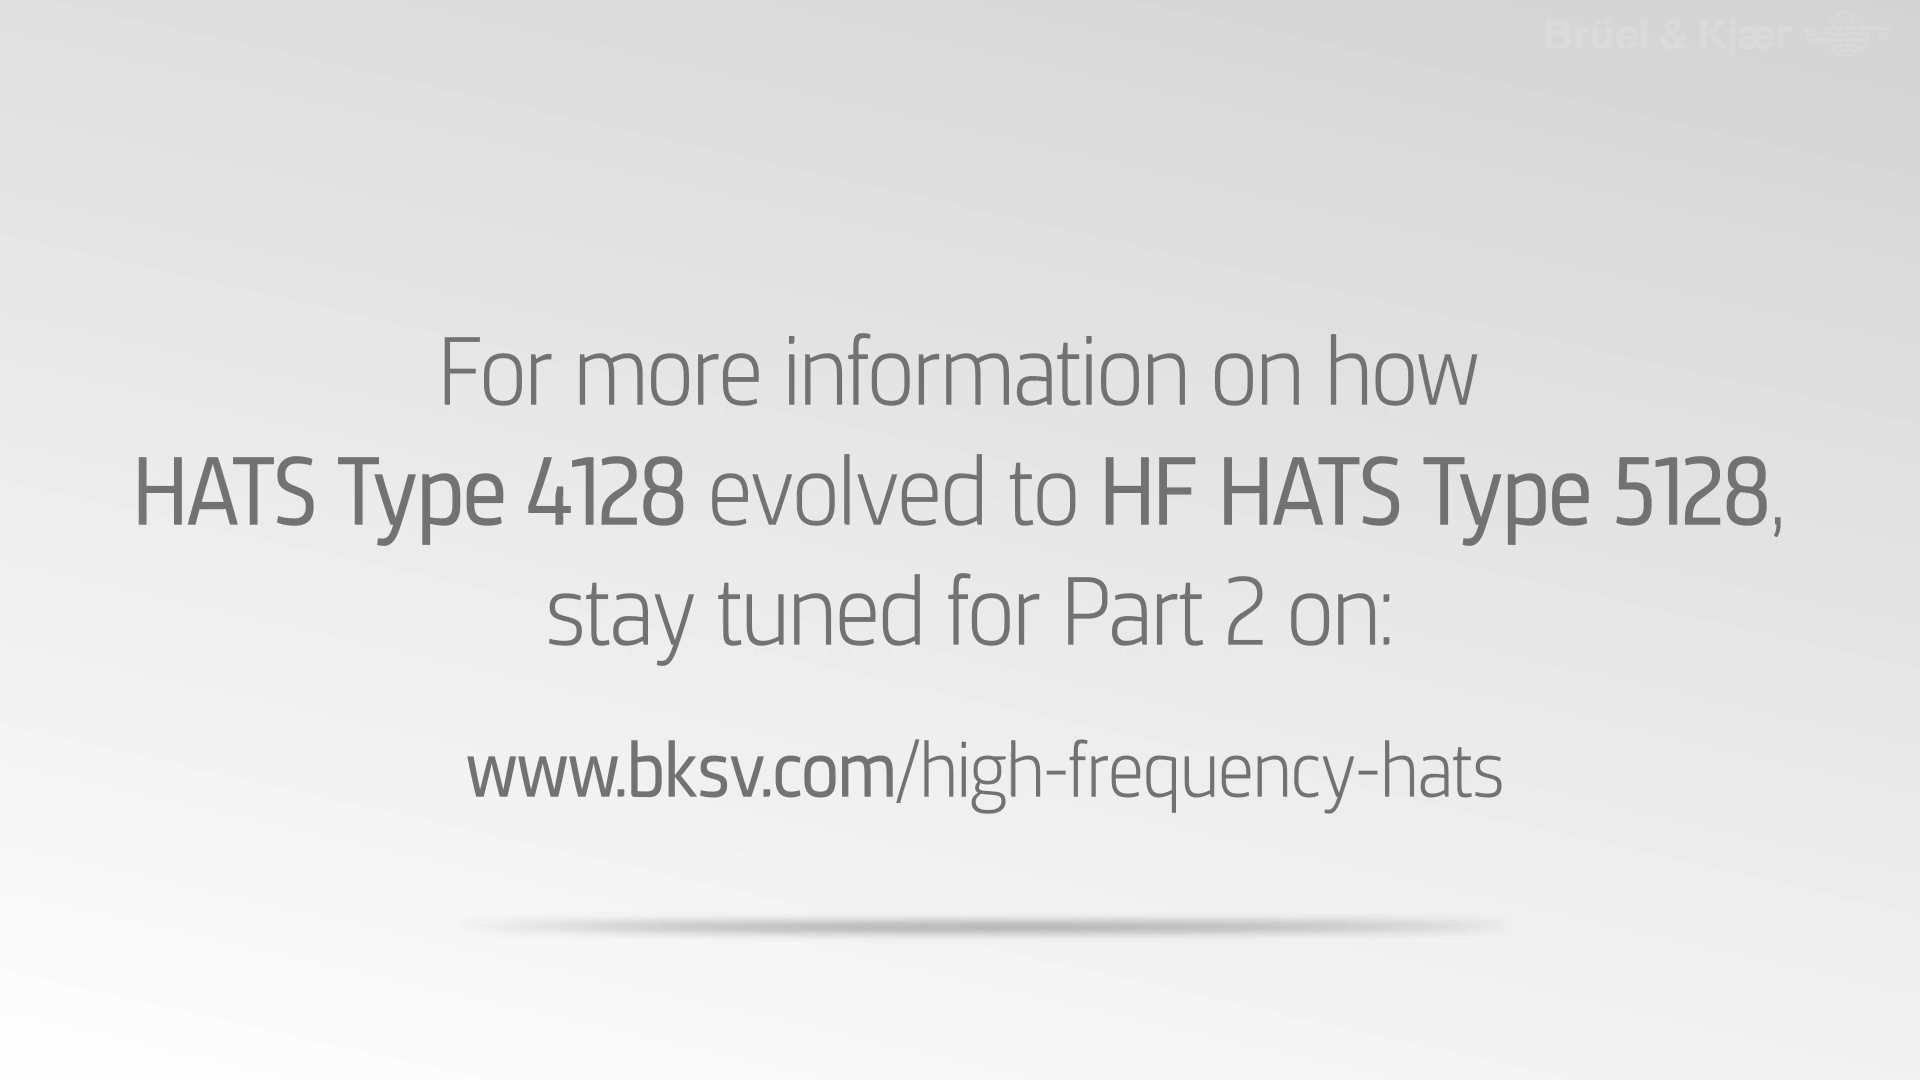 Brüel & Kjær
For more information on how
HATS Type 4128 evolved to HF HATS Type 5128,
stay tuned for Part 2 on:
www.bksv.com/high-frequency-hats